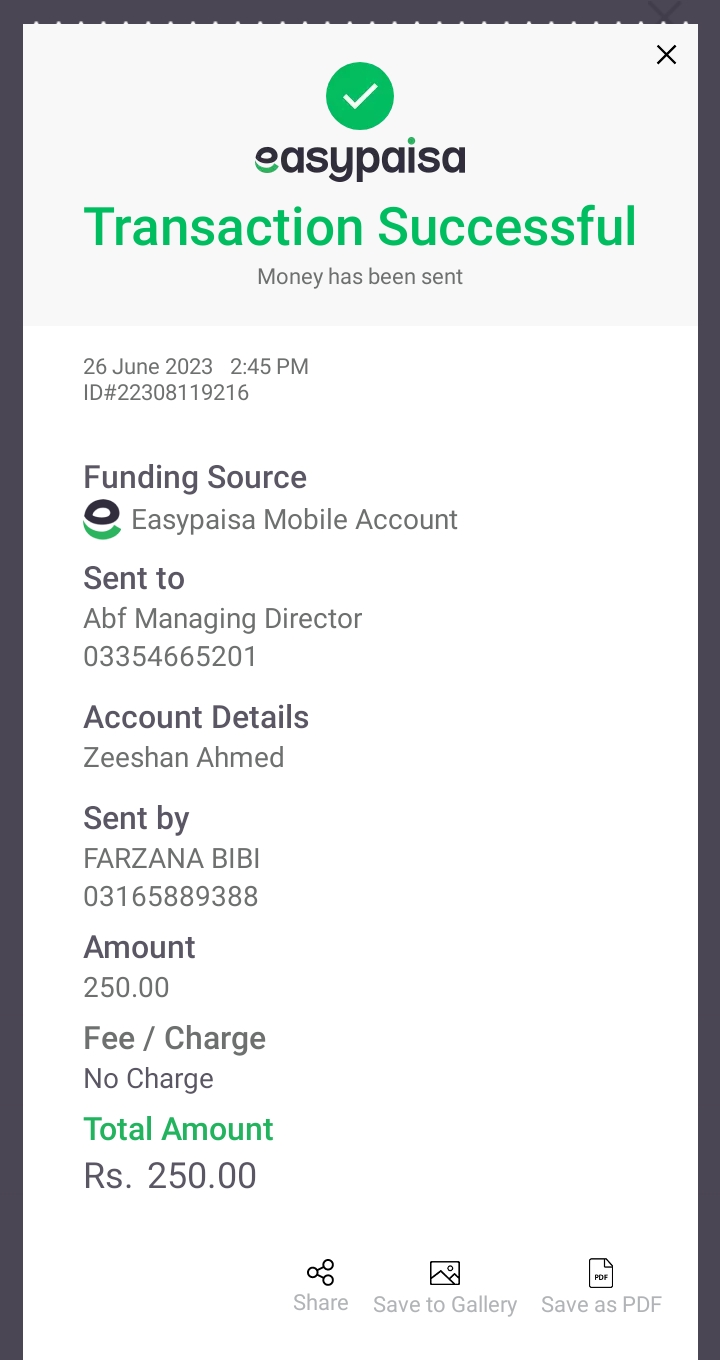 easypaisa
Transaction Successful
Money has been sent
26 June 2023 2:45 PM
ID#22308119216
Funding Source
Easypaisa Mobile Account
Sent to
Abf Managing Director
03354665201
Account Details
Zeeshan Ahmed
Sent by
FARZANA BIBI
03165889388
Amount
250.00
Fee / Charge
No Charge
Total Amount
Rs. 250.00
PDF
Share
Save to Gallery
Save as PDF